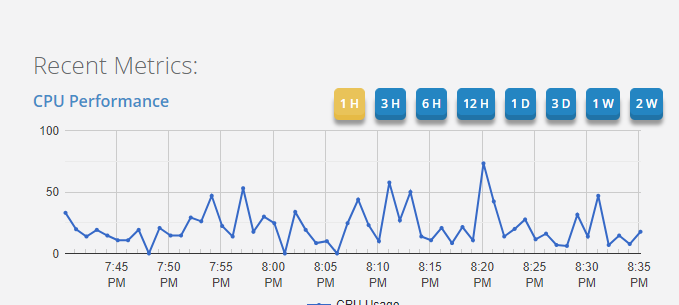 Recent Metrics:
CPU Performance
1 H 3 H 6 H 12 H 1 D 3 D 1 W 2 W
100
50
0
7:45 PM 7:50 PM 7:55 PM 8:00 PM 8:05 PM 8:10 PM 8:15 PM 8:20 PM 8:25 PM 8:30 PM 8:35 PM
CPU Usage